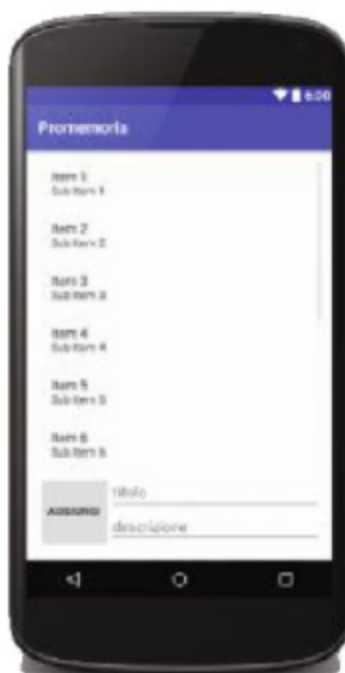 6:00
Promemoria
Item 1
Sub Item 1
Item 2
Sub Item 2
Item 3
Sub Item 3
Item 4
Sub Item 4
Item 5
Sub Item 5
Item 6
Sub Item 6
titolo
AGGIUNGI
descrizione